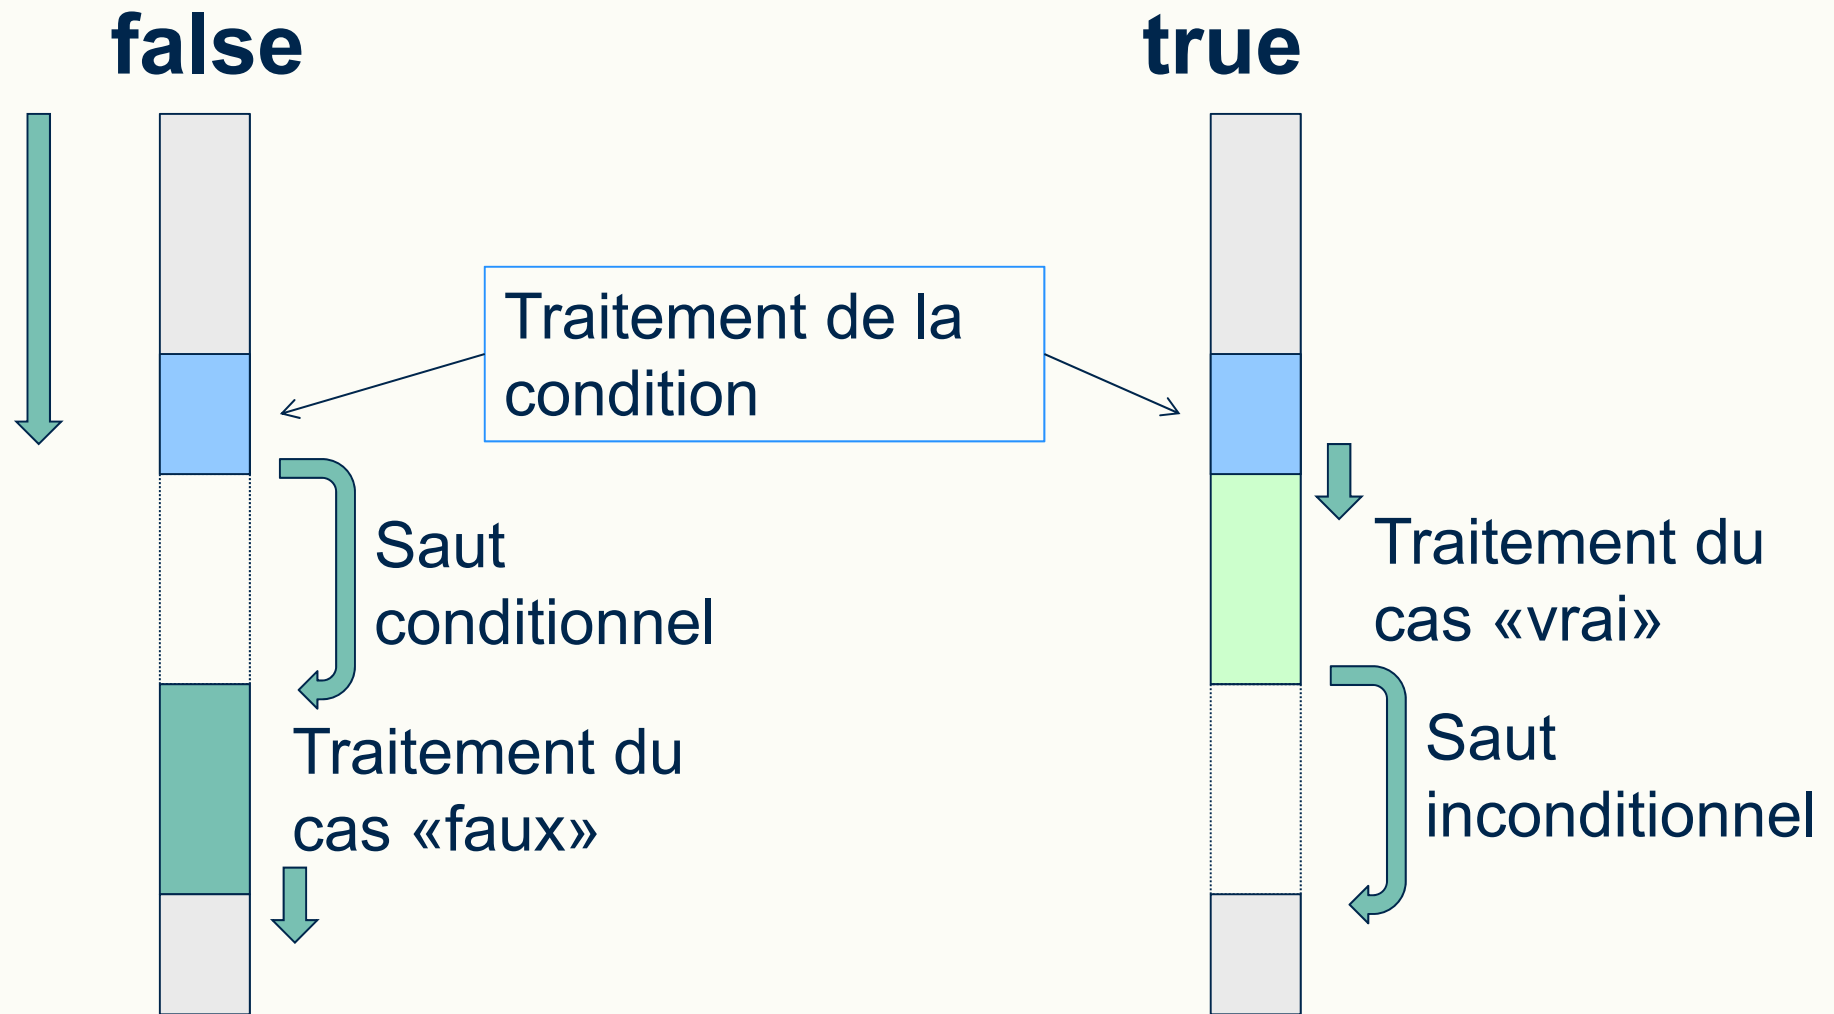 false
true
Traitement de la
condition
Saut
conditionnel
Traitement du
cas «vrai»
Traitement du
cas «faux»
Saut
inconditionnel